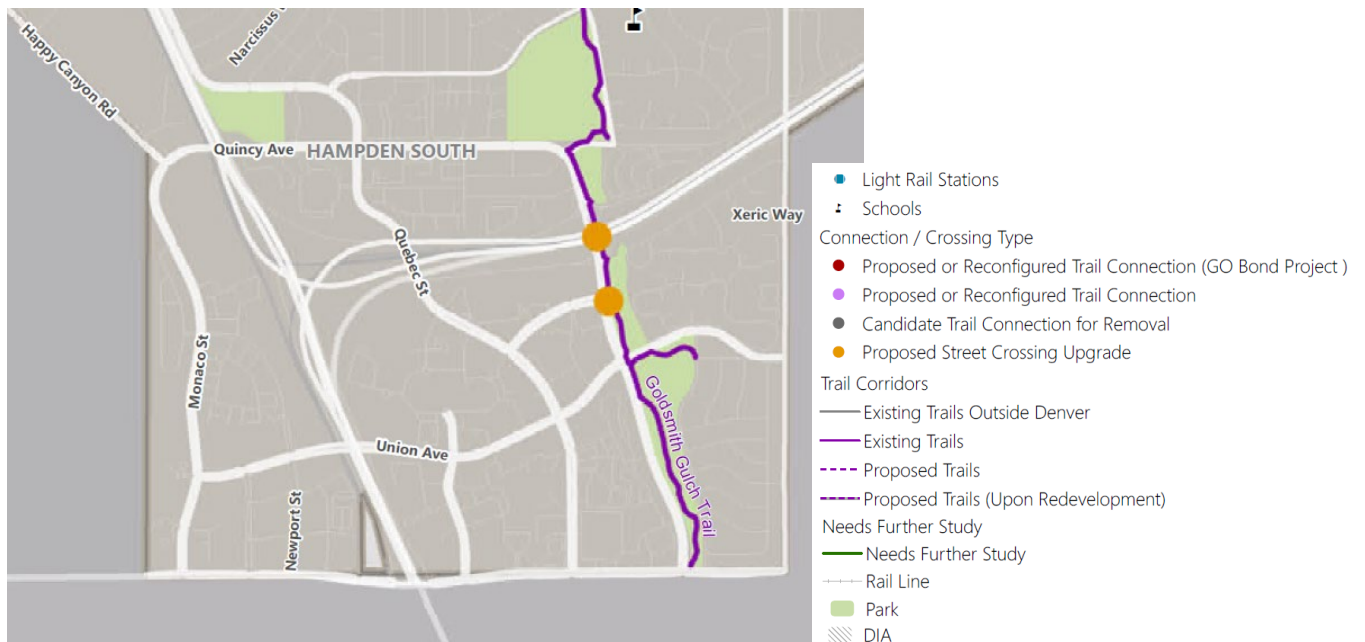 Narcissus
Happy Canyon Rd
Quincy Ave
HAMPDEN SOUTH
Xeric Way
Quebec St
Monaco St
Goldsmith Gulch Trail
Union Ave
Newport St
Light Rail Stations
Schools
Connection / Crossing Type
Proposed or Reconfigured Trail Connection (GO Bond Project )
Proposed or Reconfigured Trail Connection
Candidate Trail Connection for Removal
Proposed Street Crossing Upgrade
Trail Corridors
Existing Trails Outside Denver
Existing Trails
Proposed Trails
Proposed Trails (Upon Redevelopment)
Needs Further Study
Needs Further Study
Rail Line
Park
DIA